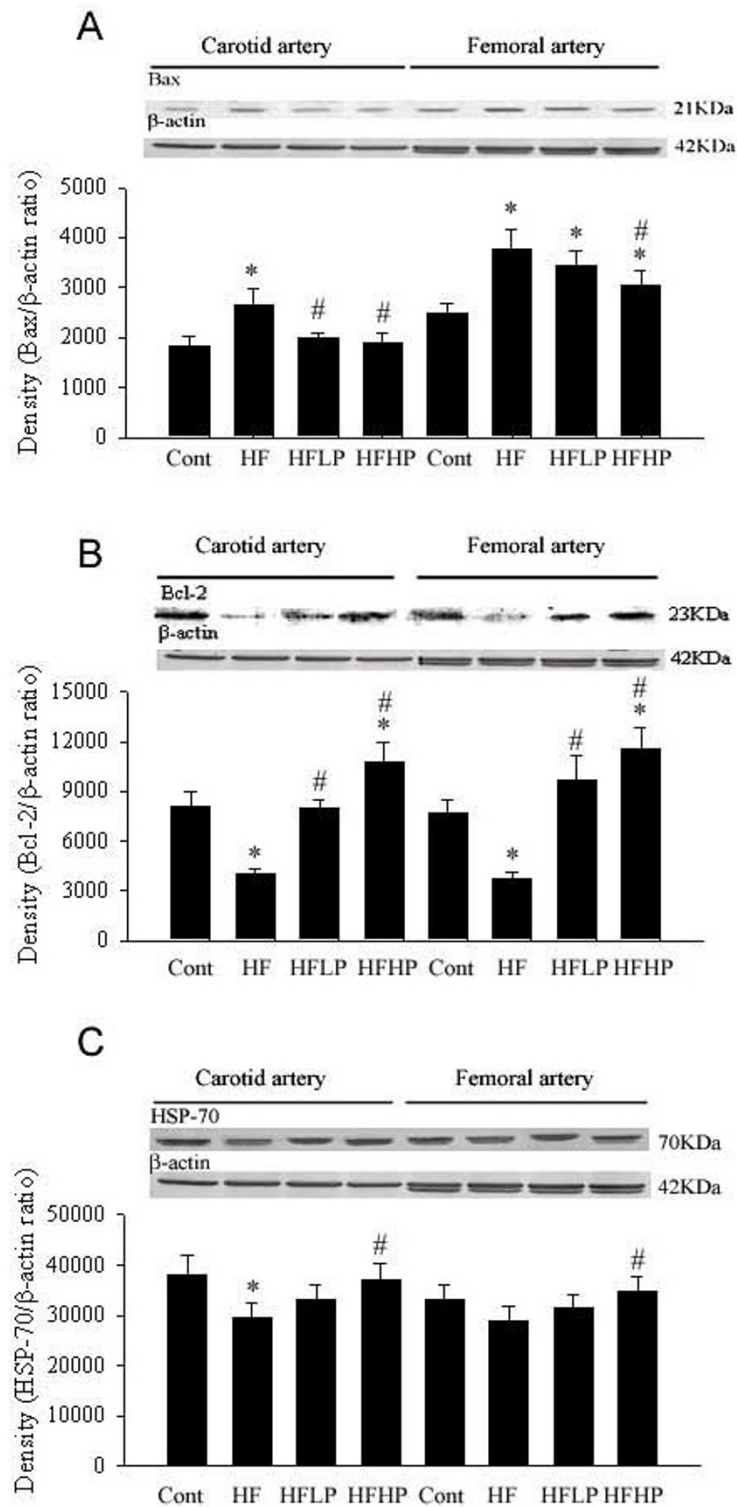 A
Carotid artery Femoral artery
Bax
21KDa
β-actin
42KDa
Density (Bax/β-actin ratio)
5000
4000
3000
2000
1000
0
* # # * * # *
Cont HF HFLP HFHP Cont HF HFLP HFHP
B
Carotid artery Femoral artery
Bcl-2
23KDa
β-actin
42KDa
Density (Bcl-2/β-actin ratio)
15000
12000
9000
6000
3000
0
* # # * * # # *
Cont HF HFLP HFHP Cont HF HFLP HFHP
C
Carotid artery Femoral artery
HSP-70
70KDa
β-actin
42KDa
Density (HSP-70/β-actin ratio)
50000
40000
30000
20000
10000
0
* # #
Cont HF HFLP HFHP Cont HF HFLP HFHP